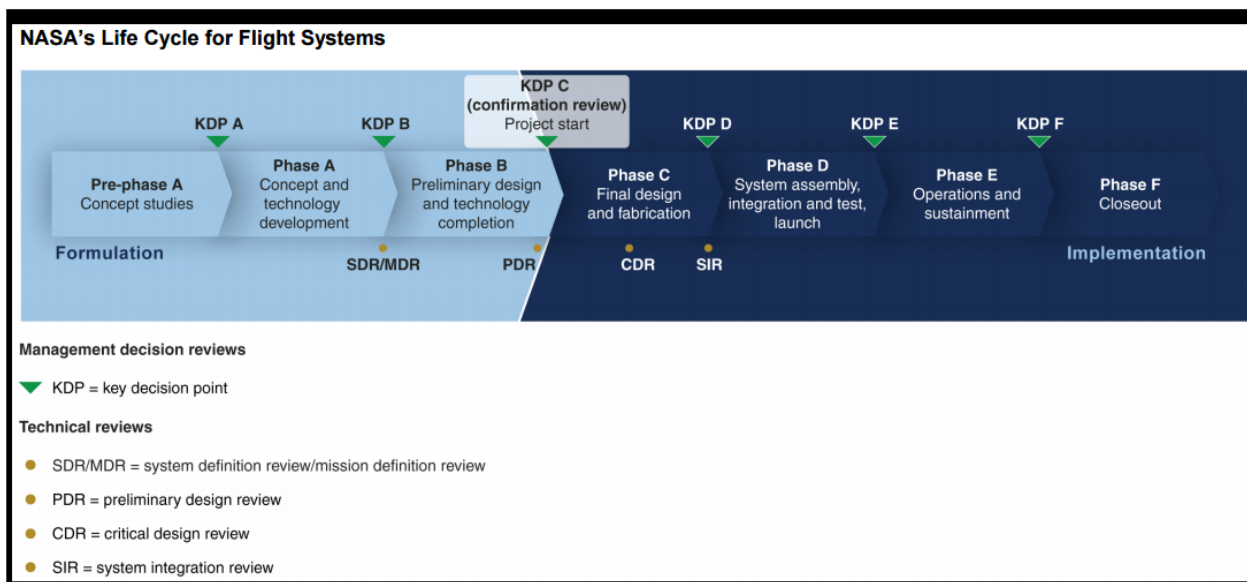 NASA's Life Cycle for Flight Systems
KDP C
(confirmation review)
Project start
KDP A
KDP B
KDP D
KDP E
KDP F
Pre-phase A
Concept studies
Phase A
Concept and
technology
development
Phase B
Preliminary design
and technology
completion
Phase C
Final design
and fabrication
Phase D
System assembly,
integration and test,
launch
Phase E
Operations and
sustainment
Phase F
Closeout
Formulation
Implementation
SDR/MDR
PDR
CDR
SIR
Management decision reviews
KDP = key decision point
Technical reviews
SDR/MDR = system definition review/mission definition review
PDR = preliminary design review
CDR = critical design review
SIR = system integration review